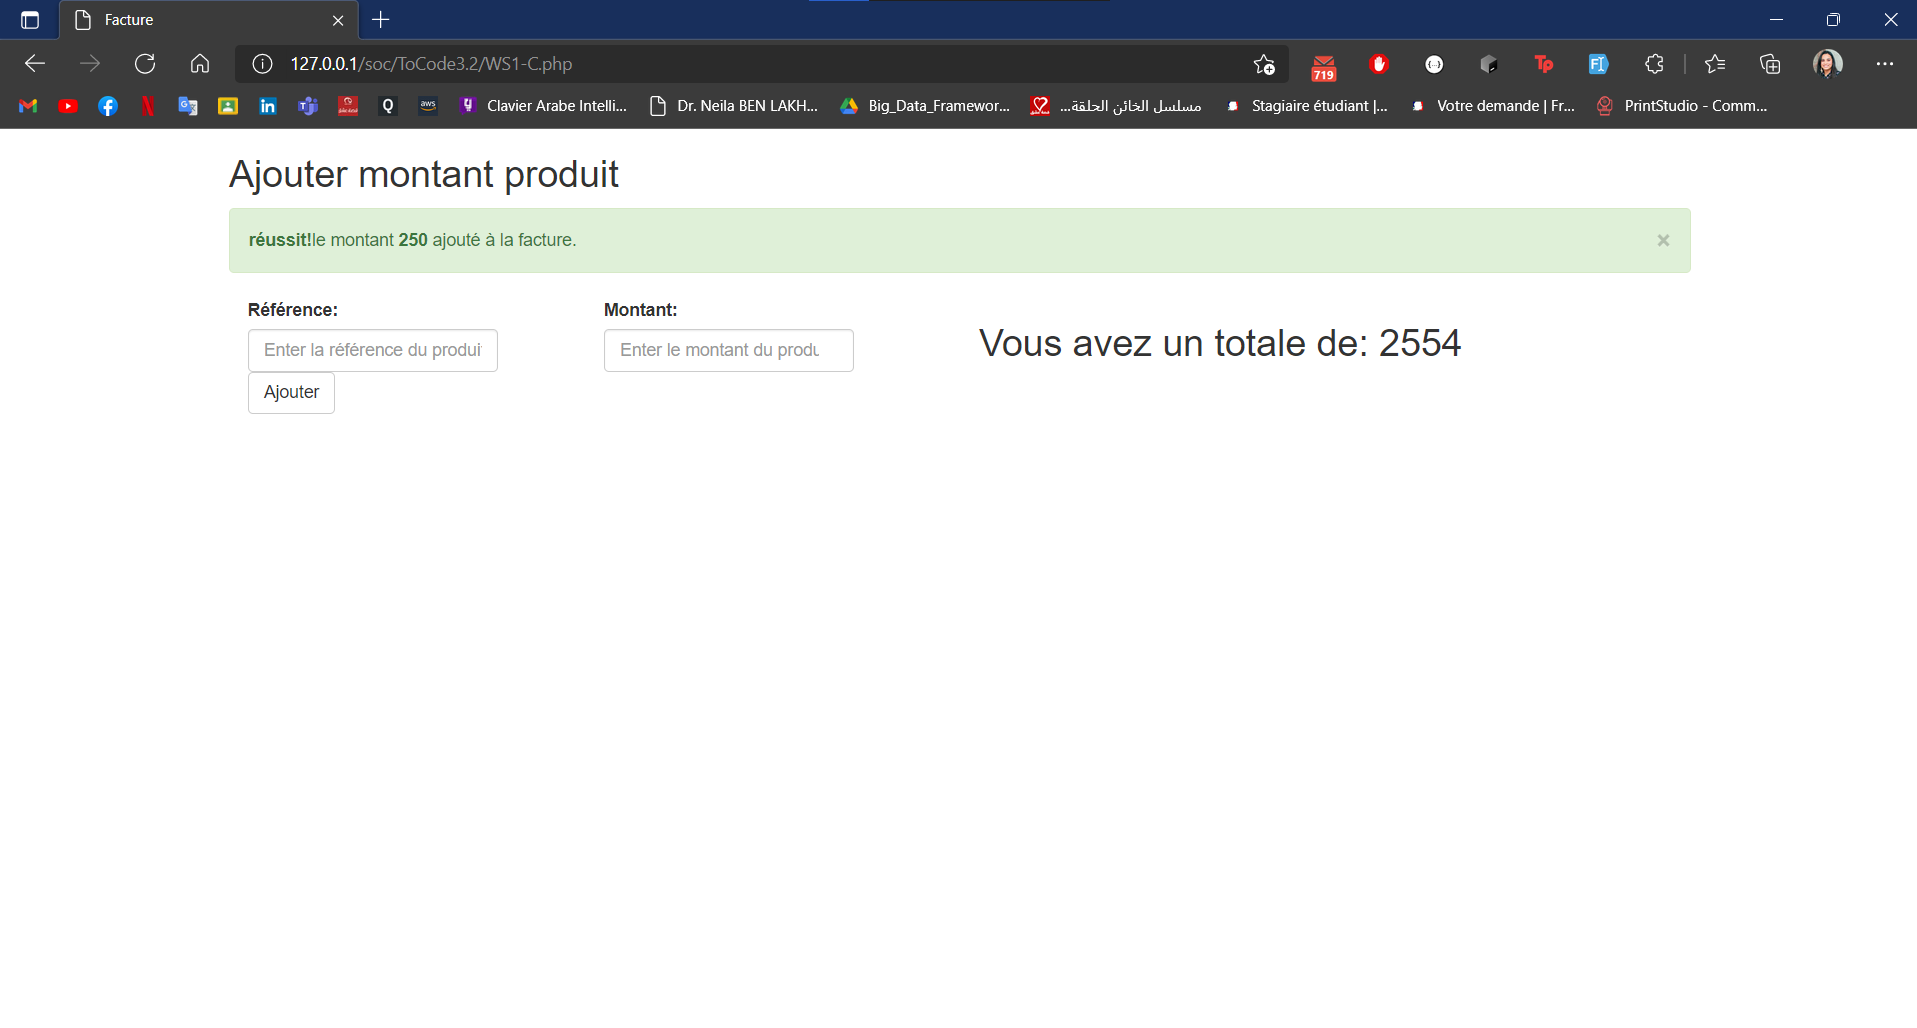 Facture
127.0.0.1/soc/ToCode3.2/WS1-C.php
719
Tp
FI
Q
aws
Clavier Arabe Intelli...
Dr. Neila BEN LAKH...
Big_Data_Framewor...
مسلسل الخائن الحلقة...
Stagiaire étudiant |...
Votre demande | Fr...
PrintStudio - Comm...
Ajouter montant produit
réussit!le montant 250 ajouté à la facture.
×
Référence:
Montant:
Enter la référence du produi
Enter le montant du produ
Vous avez un totale de: 2554
Ajouter